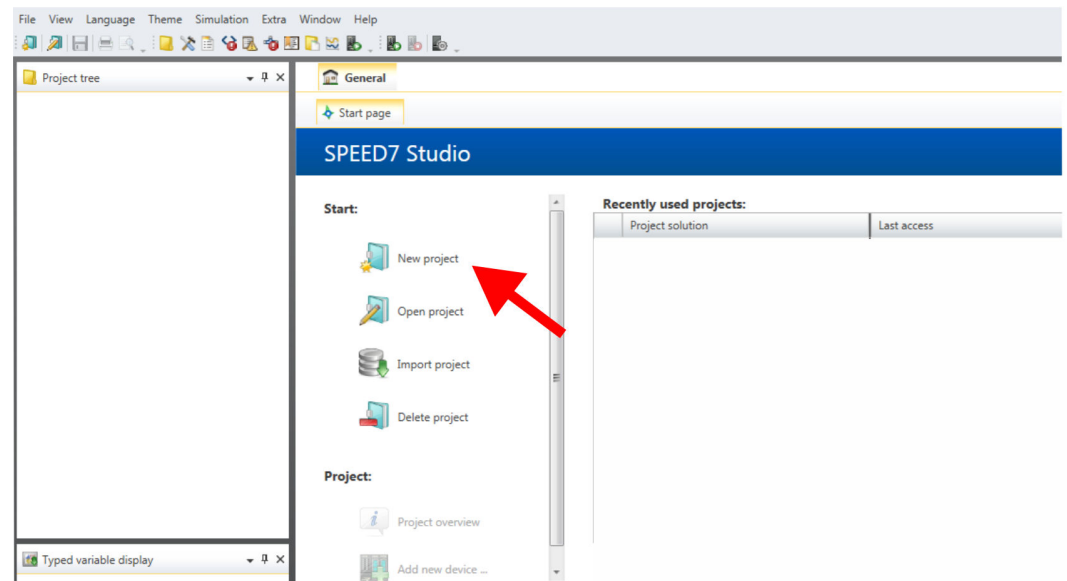 File View Language Theme Simulation Extra Window Help
Project tree
General
Start page
SPEED7 Studio
Start:
New project
Open project
Import project
Delete project
Project:
Project overview
Add new device ...
Recently used projects:
Project solution Last access
Typed variable display